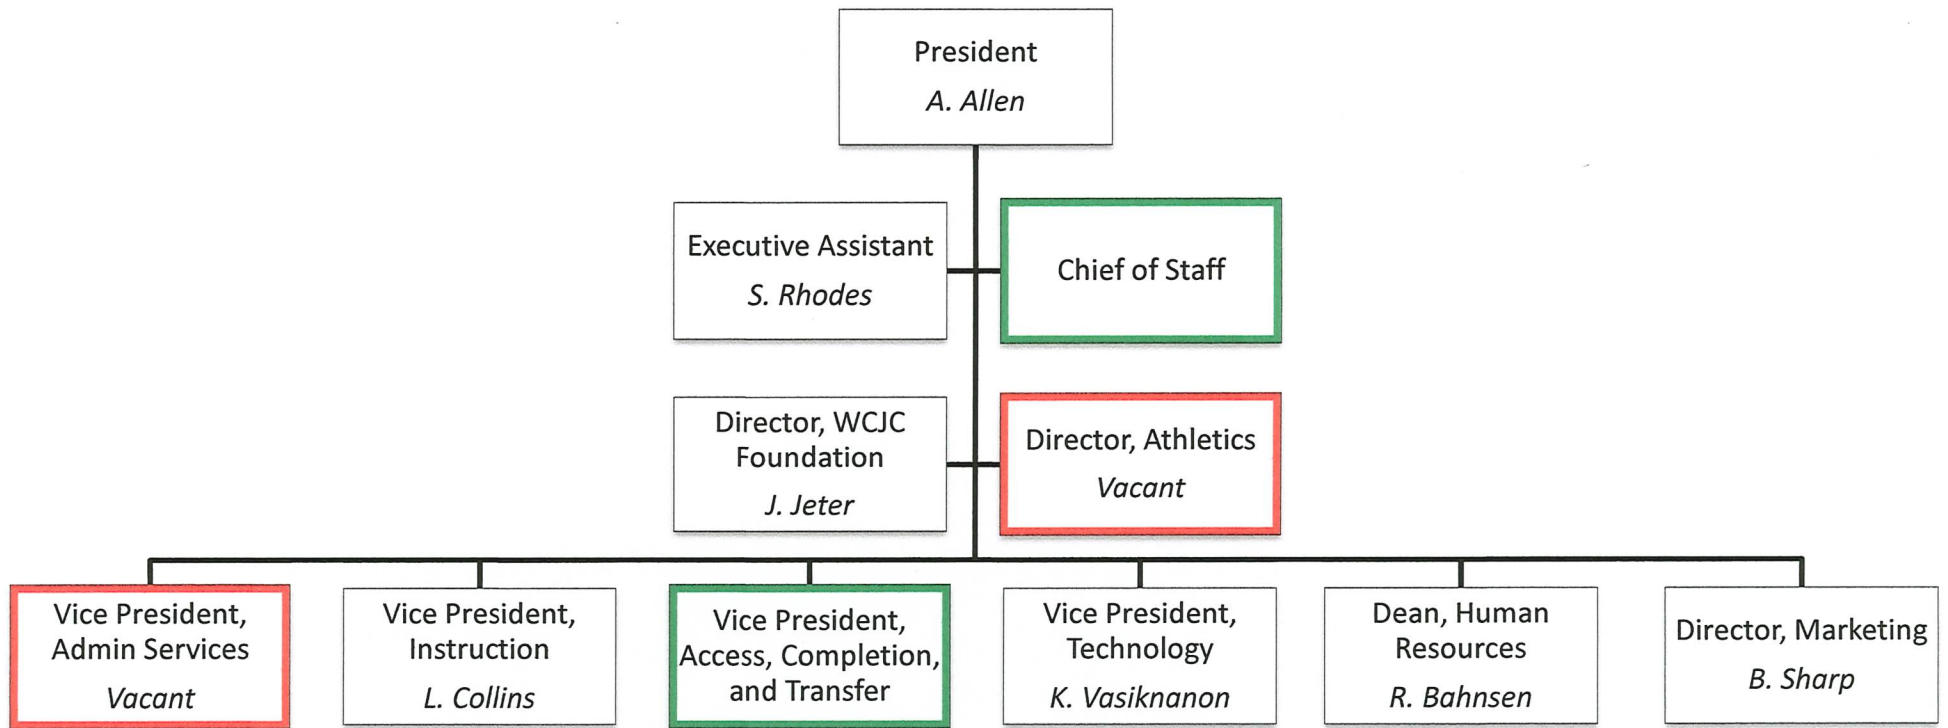 President
A. Allen
Executive Assistant
S. Rhodes
Chief of Staff
Director, WCJC
Foundation
J. Jeter
Director, Athletics
Vacant
Vice President,
Admin Services
Vacant
Vice President,
Instruction
L. Collins
Vice President,
Access, Completion,
and Transfer
Vice President,
Technology
K. Vasiknanon
Dean, Human
Resources
R. Bahnsen
Director, Marketing
B. Sharp